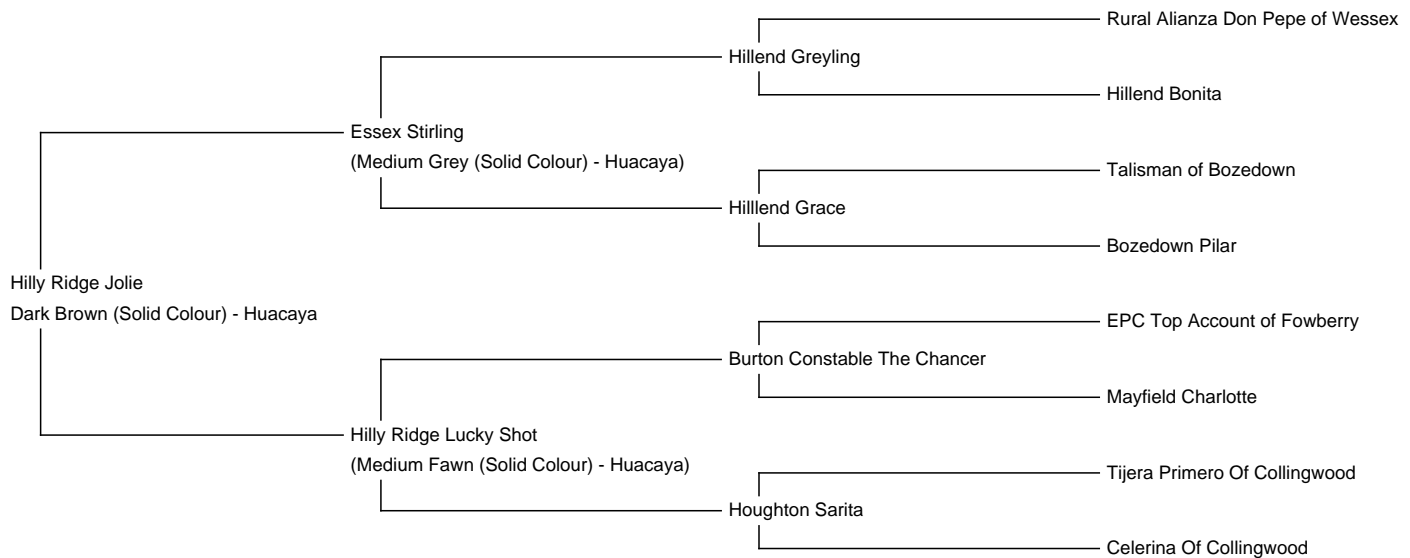 Rural Alianza Don Pepe of Wessex
Hillend Greyling
Hillend Bonita
Essex Stirling
(Medium Grey (Solid Colour) - Huacaya)
Talisman of Bozedown
Hilllend Grace
Bozedown Pilar
Hilly Ridge Jolie
Dark Brown (Solid Colour) - Huacaya
EPC Top Account of Fowberry
Burton Constable The Chancer
Mayfield Charlotte
Hilly Ridge Lucky Shot
(Medium Fawn (Solid Colour) - Huacaya)
Tijera Primero Of Collingwood
Houghton Sarita
Celerina Of Collingwood